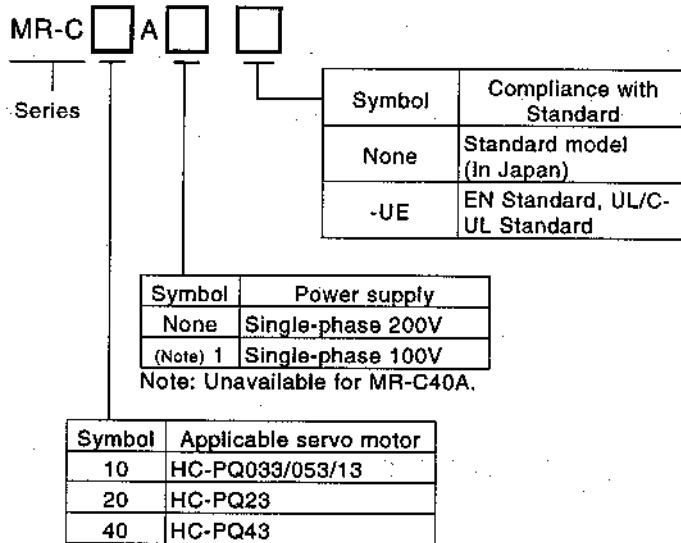 MR-C□A□ □
Series
Symbol Compliance with Standard
None Standard model (In Japan)
-UE EN Standard, UL/C-UL Standard
Symbol Power supply
None Single-phase 200V
(Note) 1 Single-phase 100V
Note: Unavailable for MR-C40A.
Symbol Applicable servo motor
10 HC-PQ033/053/13
20 HC-PQ23
40 HC-PQ43